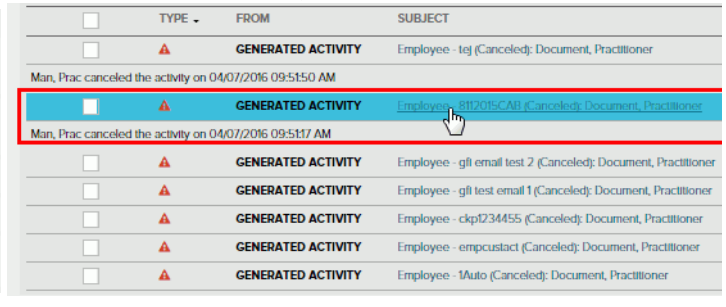 TYPE FROM SUBJECT
GENERATED ACTIVITY Employee - tej (Canceled): Document, Practitioner
Man, Prac canceled the activity on 04/07/2016 09:51:50 AM
GENERATED ACTIVITY Employee - 8112015CAB (Canceled): Document, Practitioner
Man, Prac canceled the activity on 04/07/2016 09:51:17 AM
GENERATED ACTIVITY Employee - gfi email test 2 (Canceled): Document, Practitioner
GENERATED ACTIVITY Employee - gfi test email 1 (Canceled): Document, Practitioner
GENERATED ACTIVITY Employee - ckp1234455 (Canceled): Document, Practitioner
GENERATED ACTIVITY Employee - empcustact (Canceled): Document, Practitioner
GENERATED ACTIVITY Employee - 1Auto (Canceled): Document, Practitioner